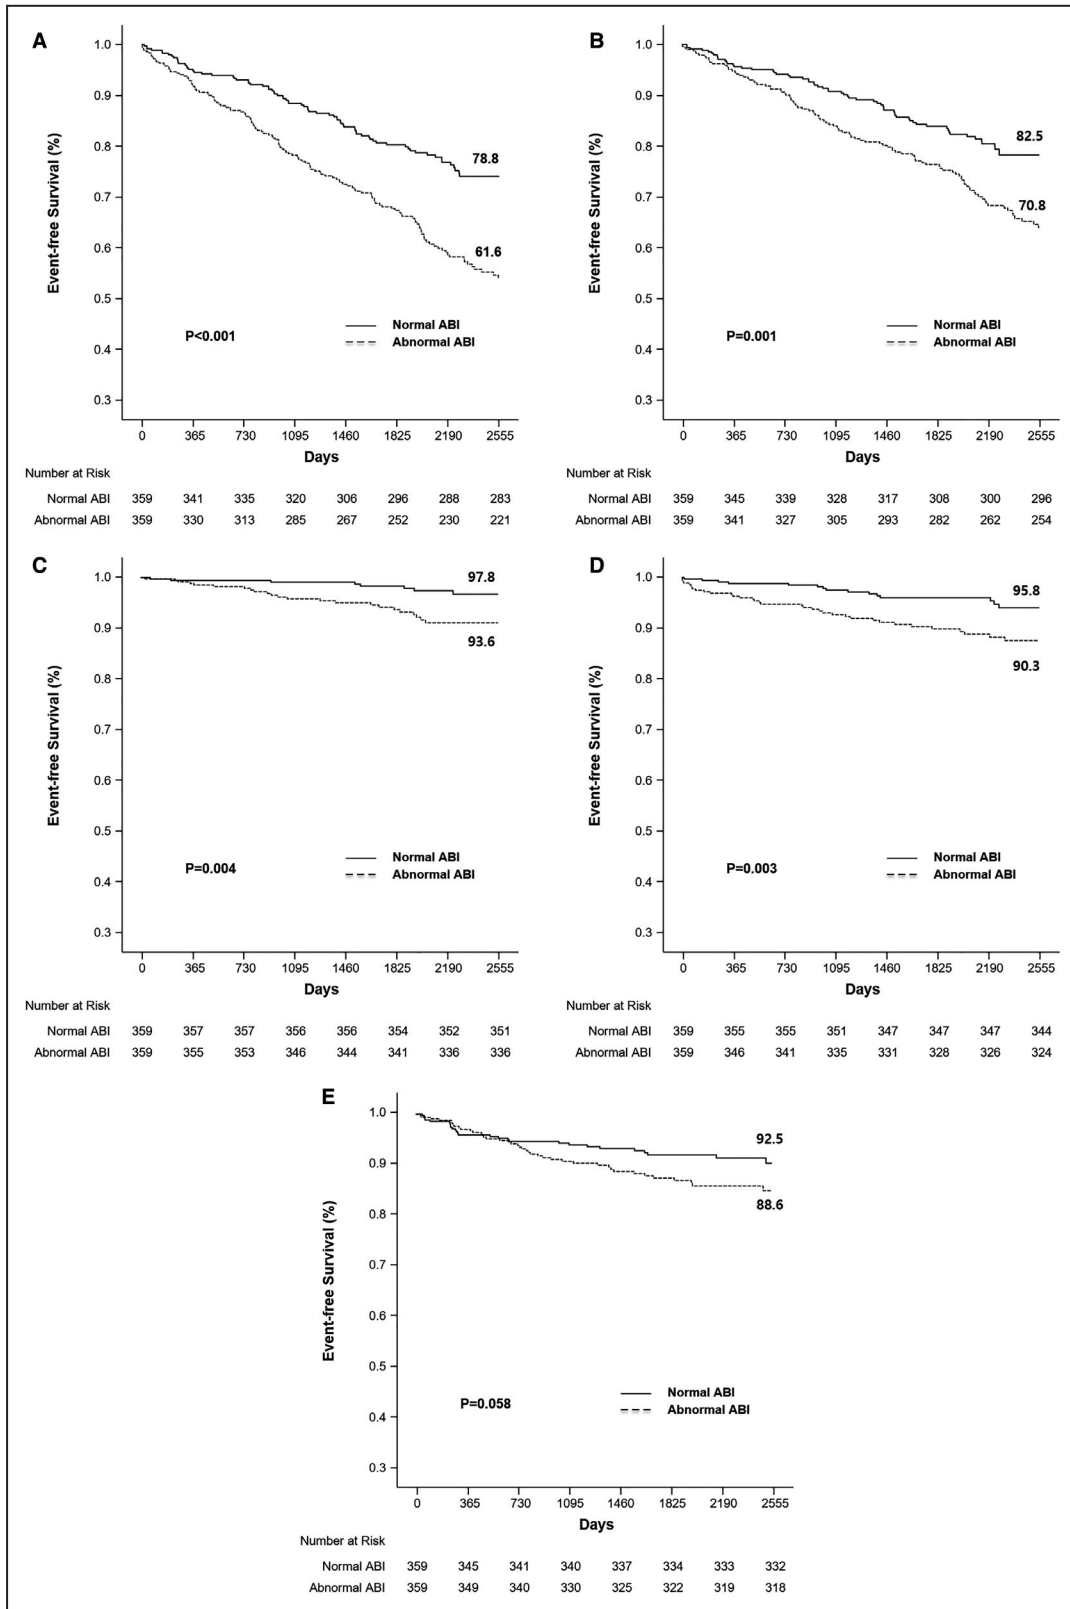 A
Event-free Survival (%)
1.0
0.9
0.8
0.7
0.6
0.5
0.4
0.3
78.8
61.6
P<0.001
Normal ABI
Abnormal ABI
0 365 730 1095 1460 1825 2190 2555
Days
Number at Risk
Normal ABI 359 341 335 320 306 296 288 283
Abnormal ABI 359 330 313 285 267 252 230 221
B
Event-free Survival (%)
1.0
0.9
0.8
0.7
0.6
0.5
0.4
0.3
82.5
70.8
P=0.001
Normal ABI
Abnormal ABI
0 365 730 1095 1460 1825 2190 2555
Days
Number at Risk
Normal ABI 359 345 339 328 317 308 300 296
Abnormal ABI 359 341 327 305 293 282 262 254
C
Event-free Survival (%)
1.0
0.9
0.8
0.7
0.6
0.5
0.4
0.3
97.8
93.6
P=0.004
Normal ABI
Abnormal ABI
0 365 730 1095 1460 1825 2190 2555
Days
Number at Risk
Normal ABI 359 357 357 356 356 354 352 351
Abnormal ABI 359 355 353 346 344 341 336 336
D
Event-free Survival (%)
1.0
0.9
0.8
0.7
0.6
0.5
0.4
0.3
95.8
90.3
P=0.003
Normal ABI
Abnormal ABI
0 365 730 1095 1460 1825 2190 2555
Days
Number at Risk
Normal ABI 359 355 355 351 347 347 347 344
Abnormal ABI 359 346 341 335 331 328 326 324
E
Event-free Survival (%)
1.0
0.9
0.8
0.7
0.6
0.5
0.4
0.3
92.5
88.6
P=0.058
Normal ABI
Abnormal ABI
0 365 730 1095 1460 1825 2190 2555
Days
Number at Risk
Normal ABI 359 345 341 340 337 334 333 332
Abnormal ABI 359 349 340 330 325 322 319 318